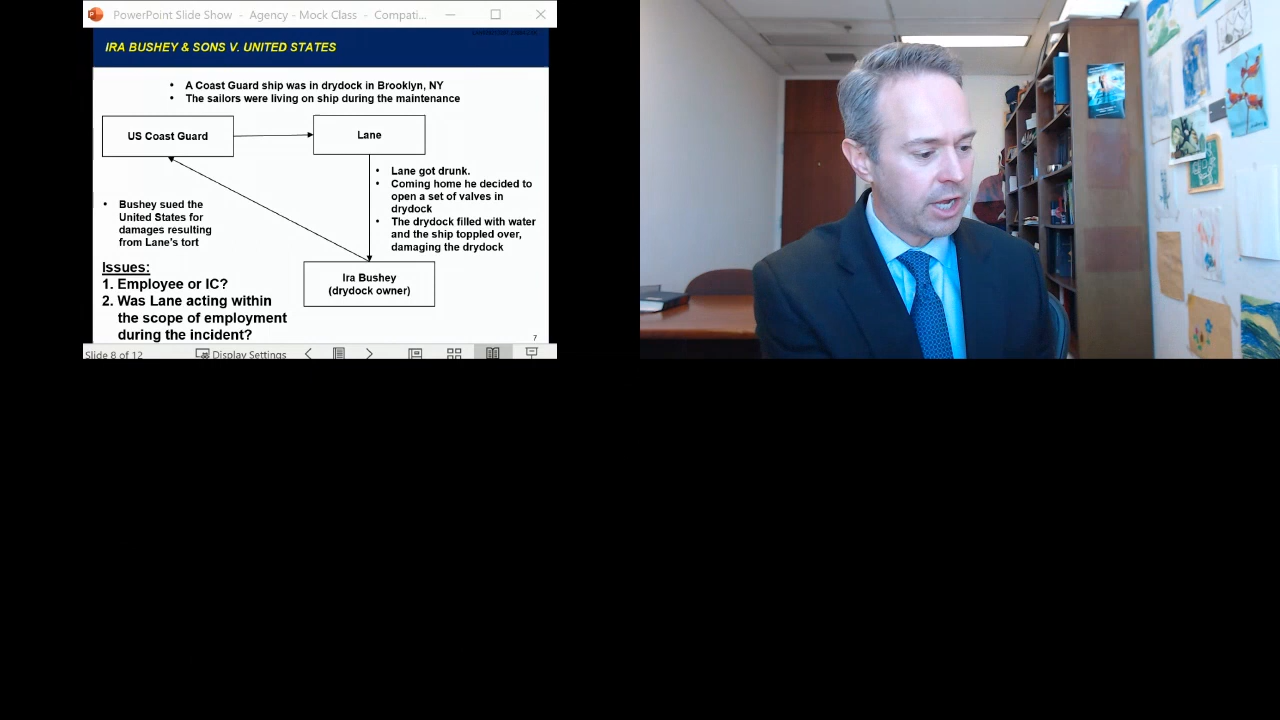 PowerPoint Slide Show - Agency - Mock Class - Compati...
IRA BUSHEY & SONS V. UNITED STATES
• A Coast Guard ship was in drydock in Brooklyn, NY
• The sailors were living on ship during the maintenance
US Coast Guard
Lane
• Lane got drunk.
• Coming home he decided to
open a set of valves in
drydock
• The drydock filled with water
and the ship toppled over,
damaging the drydock
• Bushey sued the
United States for
damages resulting
from Lane's tort
Ira Bushey
(drydock owner)
Issues:
1. Employee or IC?
2. Was Lane acting within
the scope of employment
during the incident?
7
Slide 8 of 12
Display Settings